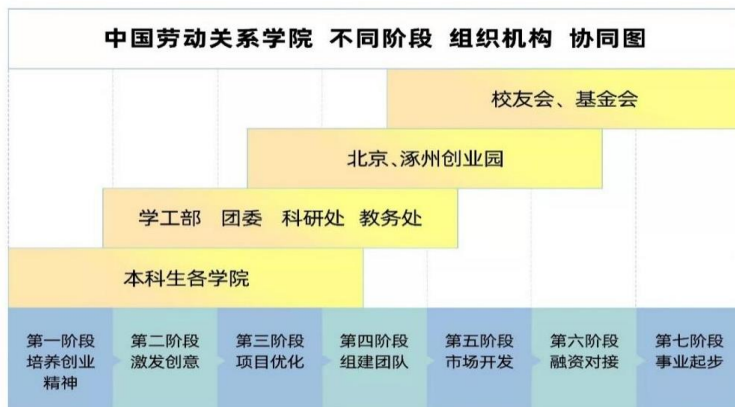 中国劳动关系学院 不同阶段 组织机构 协同图
校友会、基金会
北京、涿州创业园
学工部 团委 科研处 教务处
本科生各学院
第一阶段
培养创业
精神
第二阶段
激发创意
第三阶段
项目优化
第四阶段
组建团队
第五阶段
市场开发
第六阶段
融资对接
第七阶段
事业起步